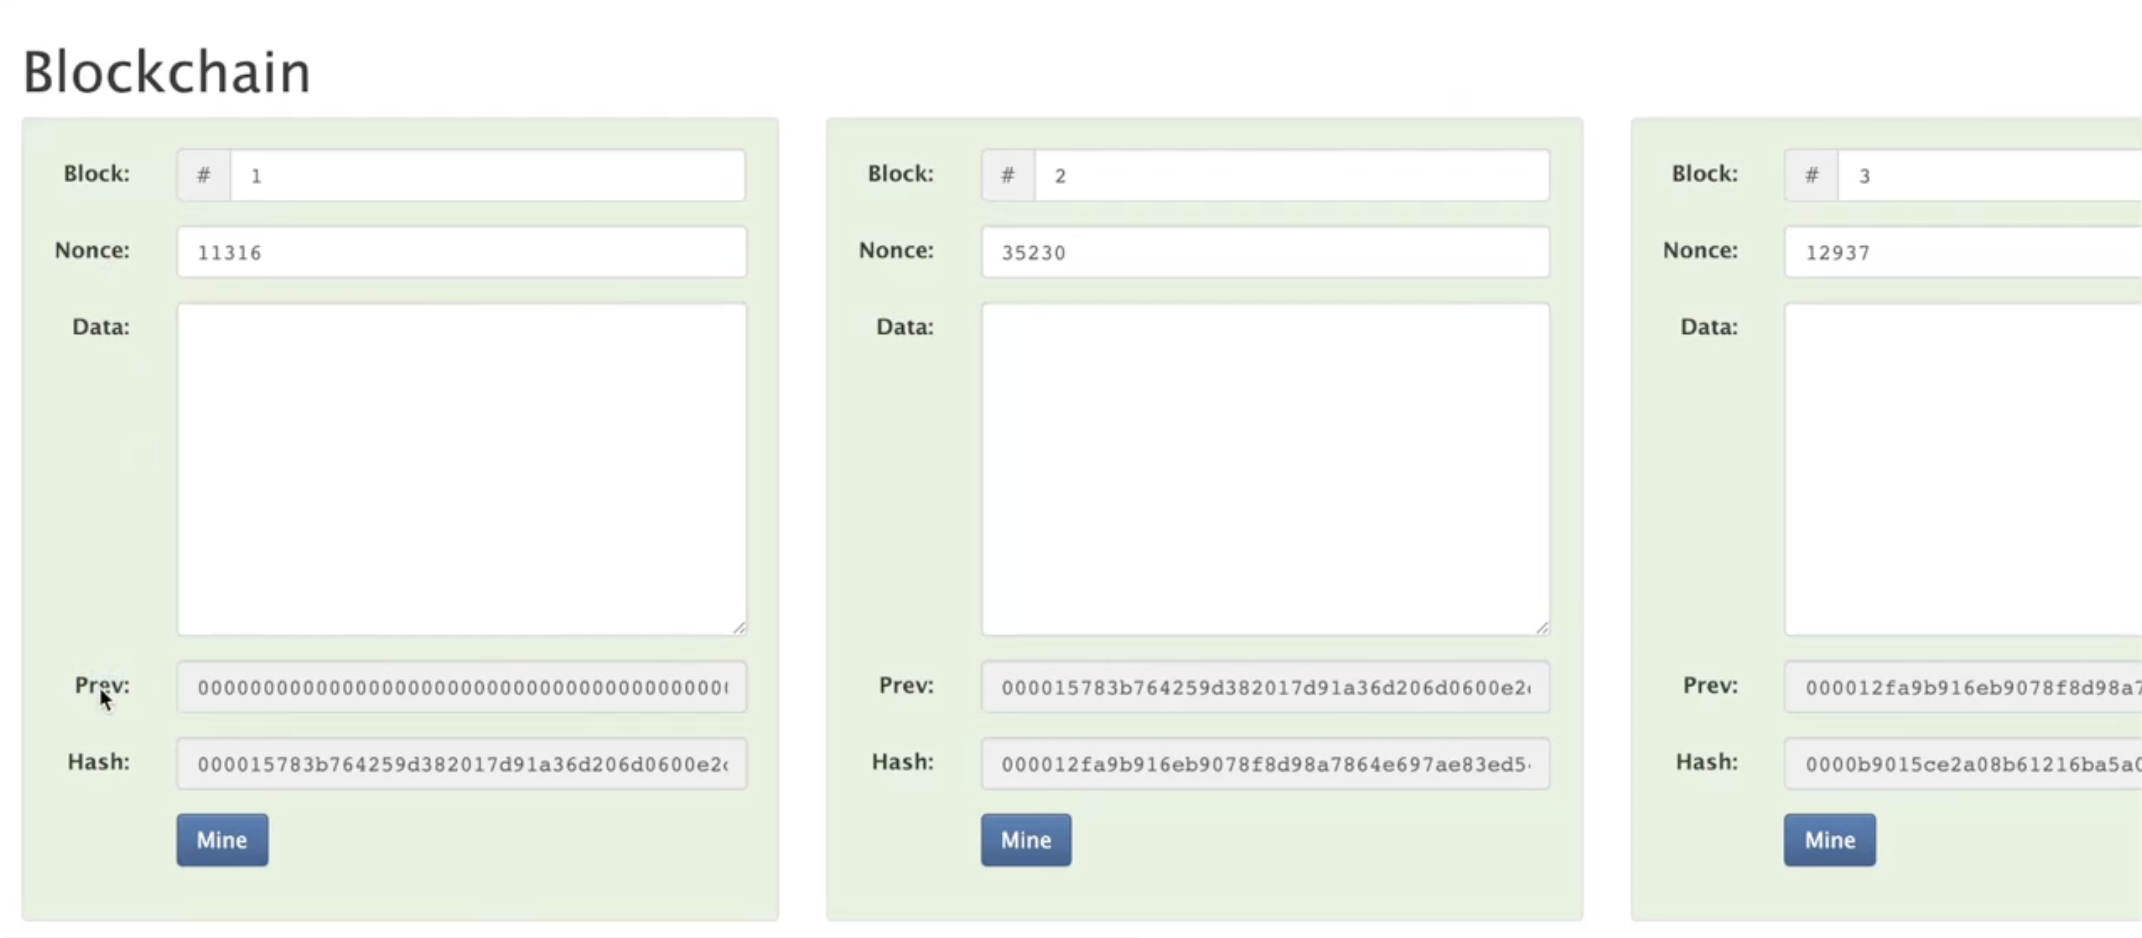 Blockchain
Block: # 1
Nonce: 11316
Data:
Prev: 00000000000000000000000000000000000000000
Hash: 000015783b764259d382017d91a36d206d0600e2
Mine
Block: # 2
Nonce: 35230
Data:
Prev: 000015783b764259d382017d91a36d206d0600e2
Hash: 000012fa9b916eb9078f8d98a7864e697ae83ed5
Mine
Block: # 3
Nonce: 12937
Data:
Prev: 000012fa9b916eb9078f8d98a7
Hash: 0000b9015ce2a08b61216ba5a0
Mine